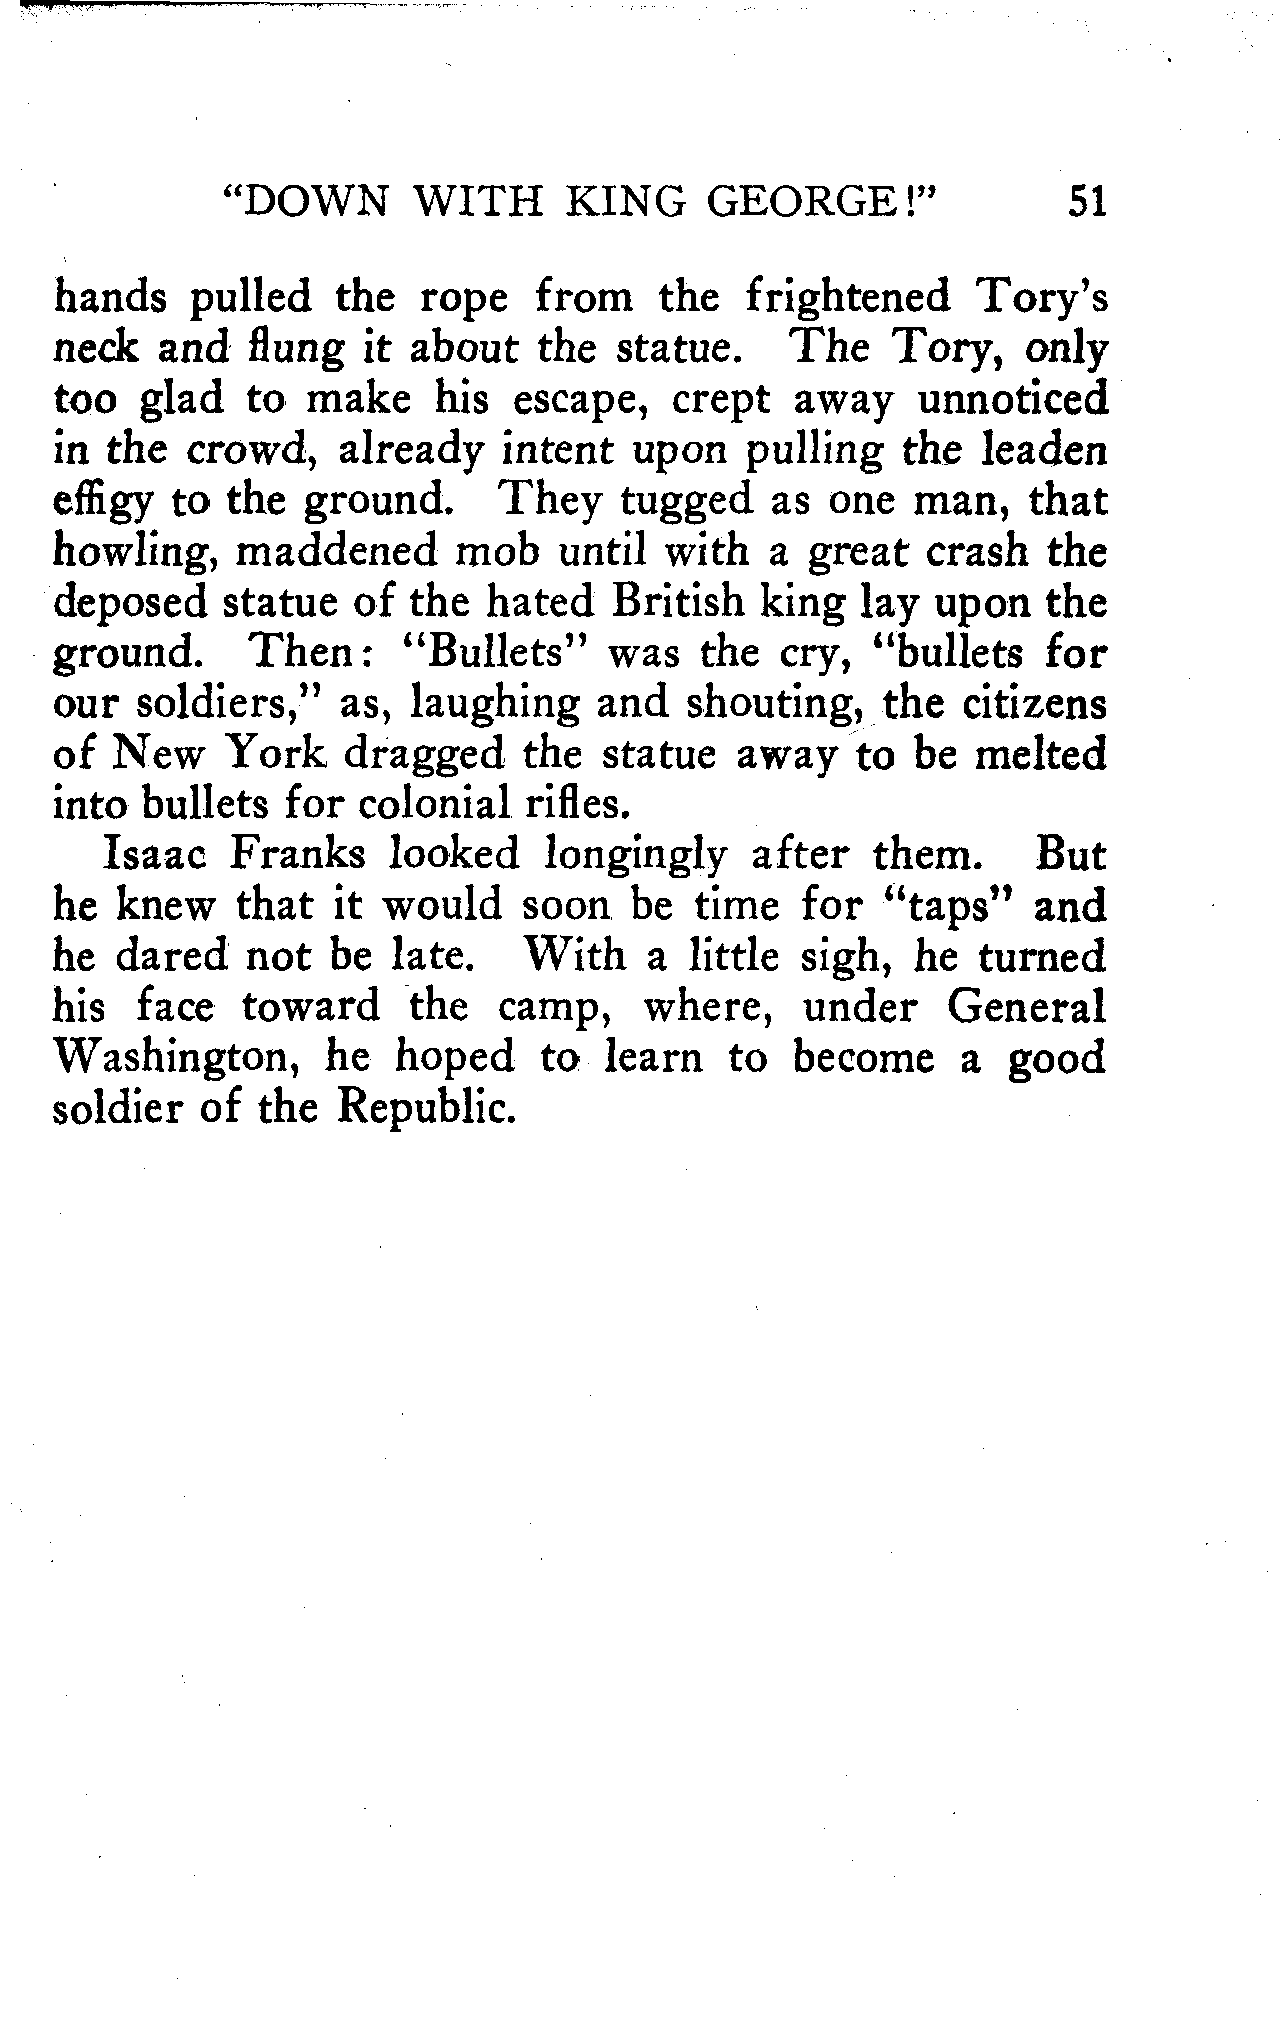 "DOWN WITH KING GEORGE!" 51
hands pulled the rope from the frightened Tory's
neck and flung it about the statue. The Tory, only
too glad to make his escape, crept away unnoticed
in the crowd, already intent upon pulling the leaden
effigy to the ground. They tugged as one man, that
howling, maddened mob until with a great crash the
deposed statue of the hated British king lay upon the
ground. Then: "Bullets" was the cry, "bullets for
our soldiers," as, laughing and shouting, the citizens
of New York dragged the statue away to be melted
into bullets for colonial rifles.
Isaac Franks looked longingly after them. But
he knew that it would soon be time for "taps" and
he dared not be late. With a little sigh, he turned
his face toward the camp, where, under General
Washington, he hoped to learn to become a good
soldier of the Republic.